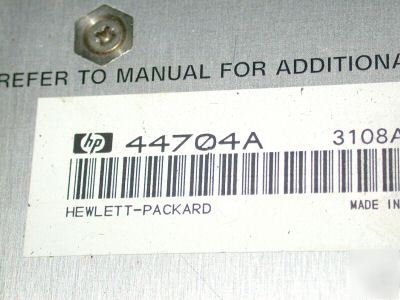 REFER TO MANUAL FOR ADDITIONA
hp 44704A 3108A
HEWLETT-PACKARD MADE IN